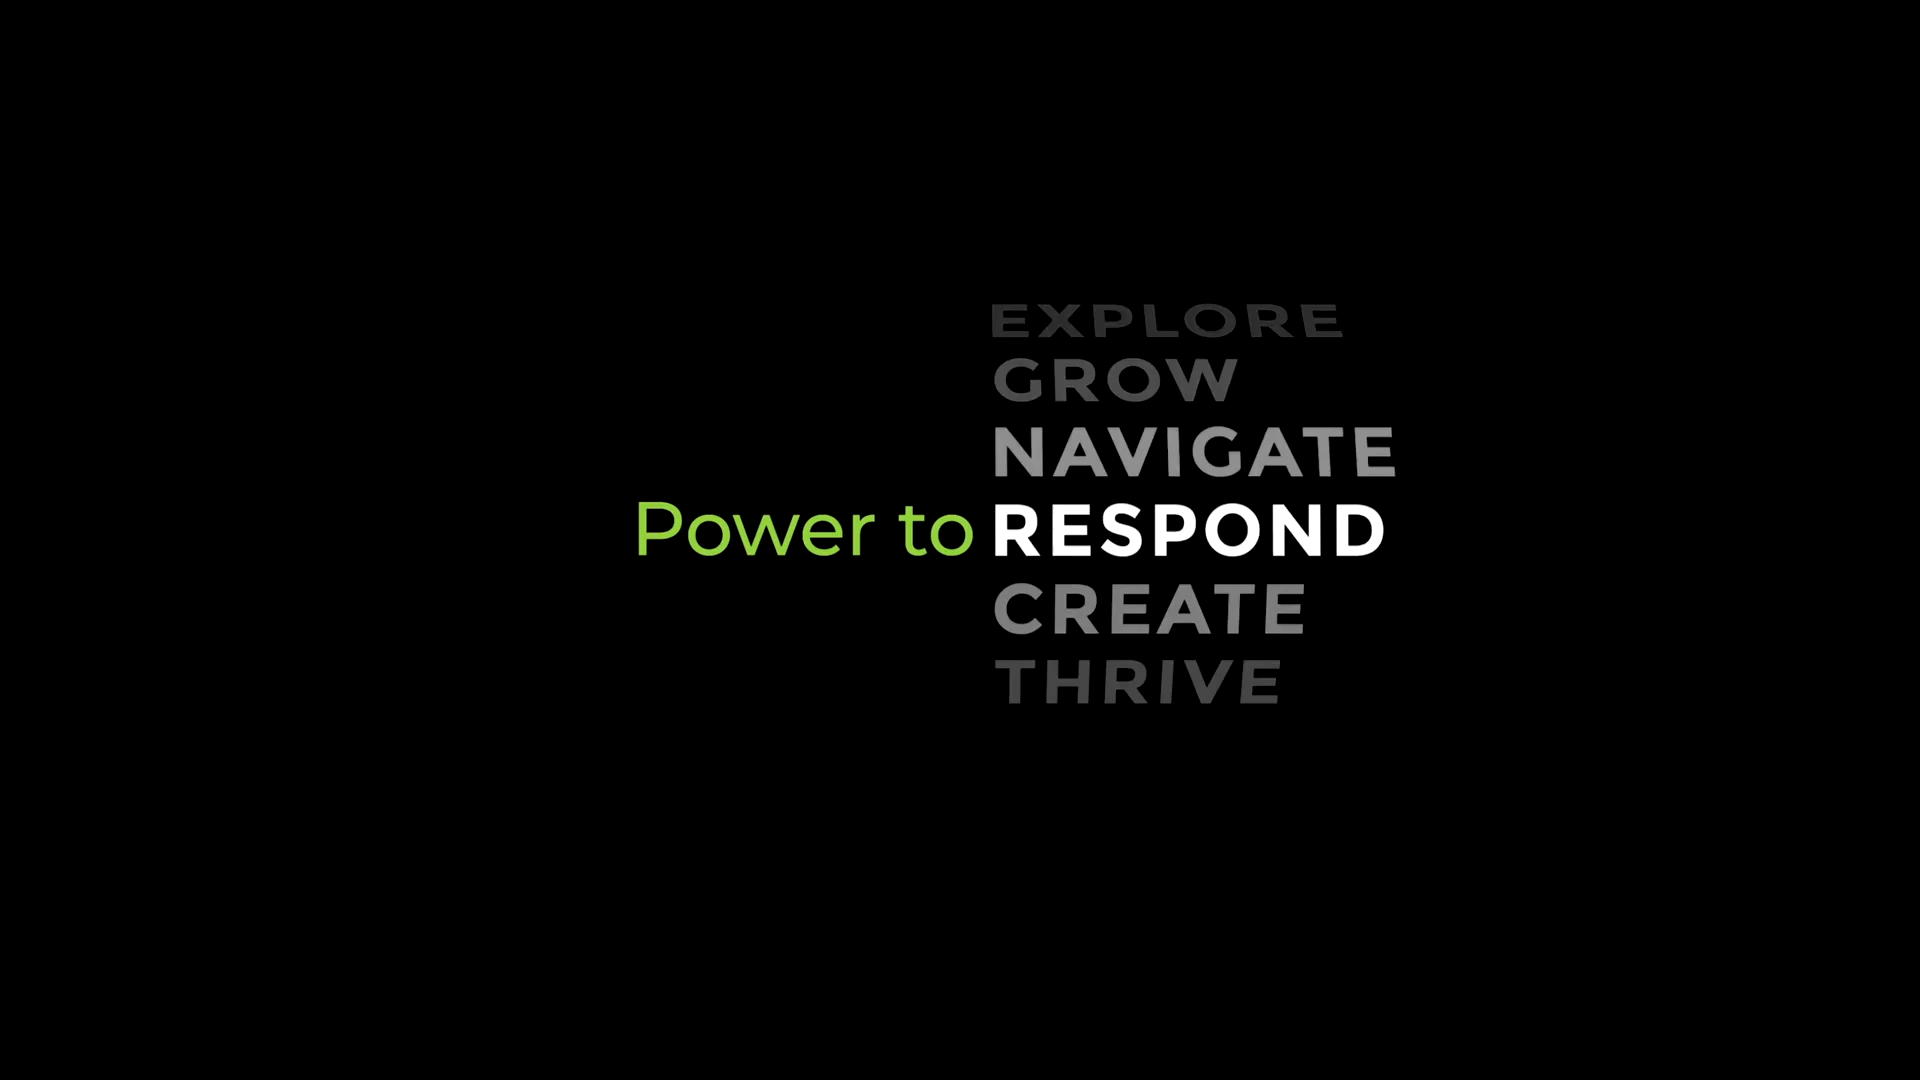 EXPLORE
GROW
NAVIGATE
Power to RESPOND
CREATE
THRIVE